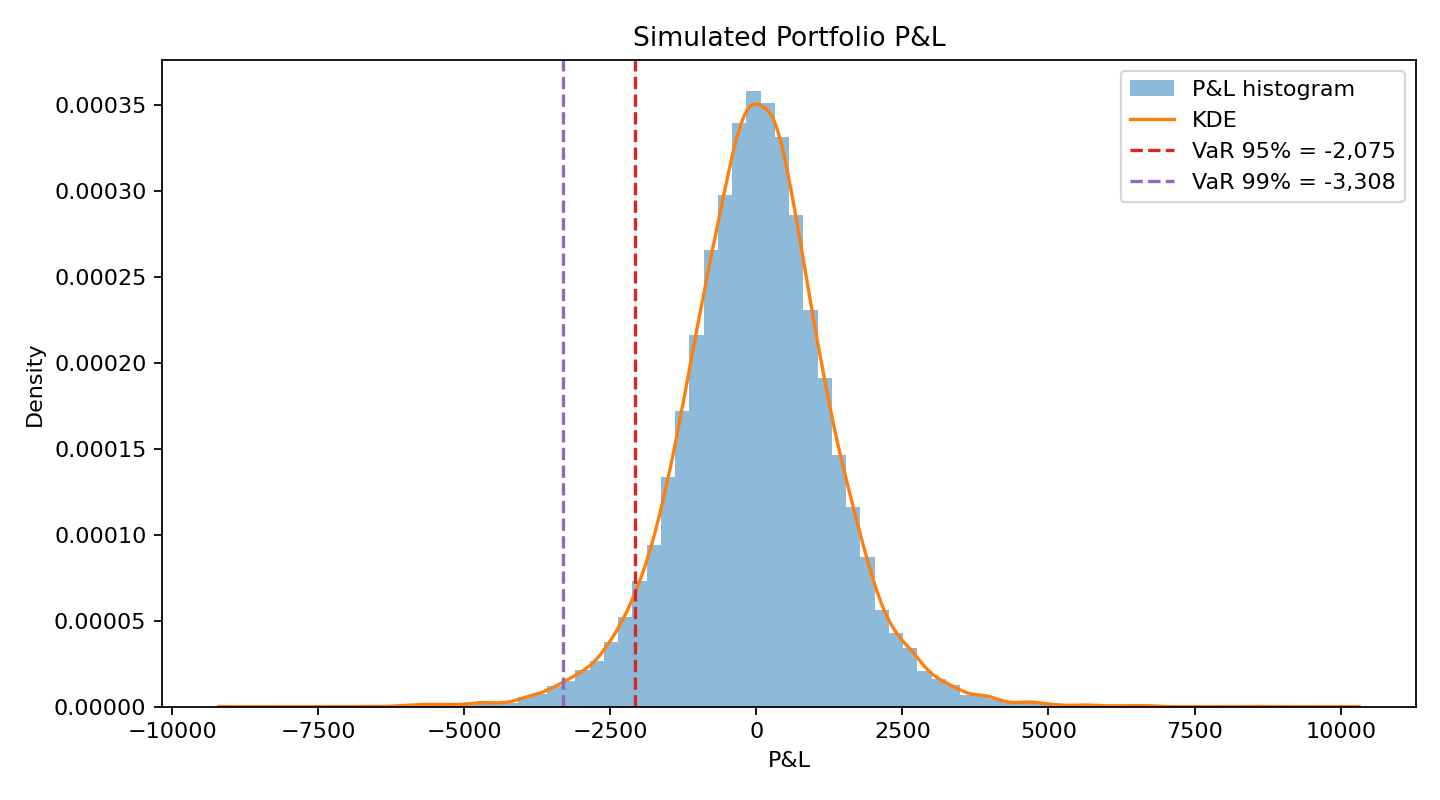 Simulated Portfolio P&L
P&L histogram
KDE
VaR 95% = -2,075
VaR 99% = -3,308
0.00035
0.00030
0.00025
0.00020
0.00015
0.00010
0.00005
0.00000
Density
−10000
−7500
−5000
−2500
0
2500
5000
7500
10000
P&L